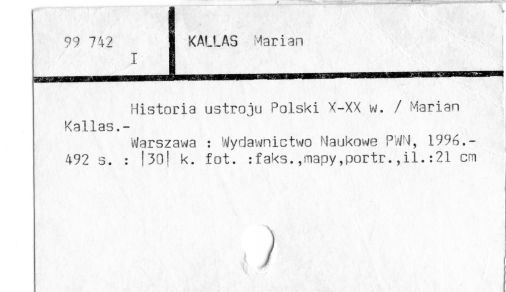 99 742
I
KALLAS Marian
Historia ustroju Polski X-XX w. / Marian
Kallas.-
Warszawa : Wydawnictwo Naukowe PWN, 1996.-
492 s. : |30| k. fot. :faks.,mapy,portr.,il.:21 cm